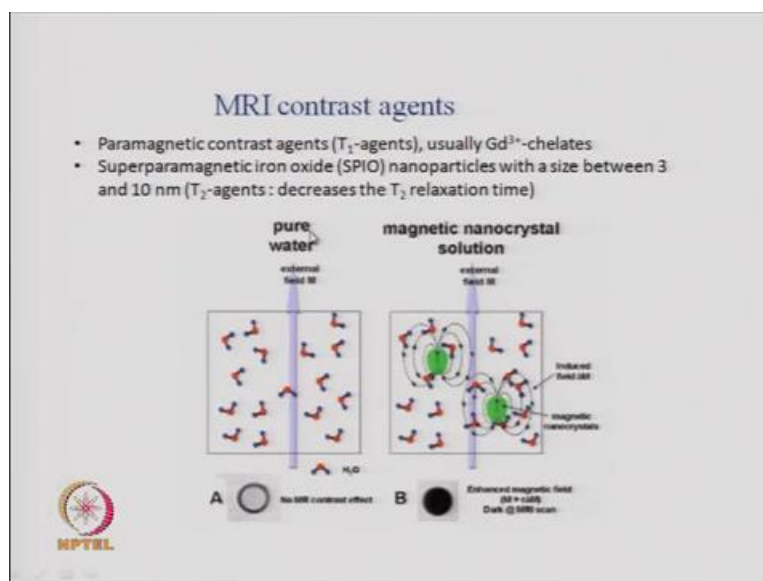 MRI contrast agents
• Paramagnetic contrast agents (T₁-agents), usually Gd³⁺-chelates
• Superparamagnetic iron oxide (SPIO) nanoparticles with a size between 3
and 10 nm (T₂-agents : decreases the T₂ relaxation time)
pure
water
magnetic nanocrystal
solution
external
field M
external
field M
Induced
field
magnetic
nanocrystals
H₂O
A
No MR contrast effect
B
Enhanced magnetic field
Dark @ MRI scan
NPTEL